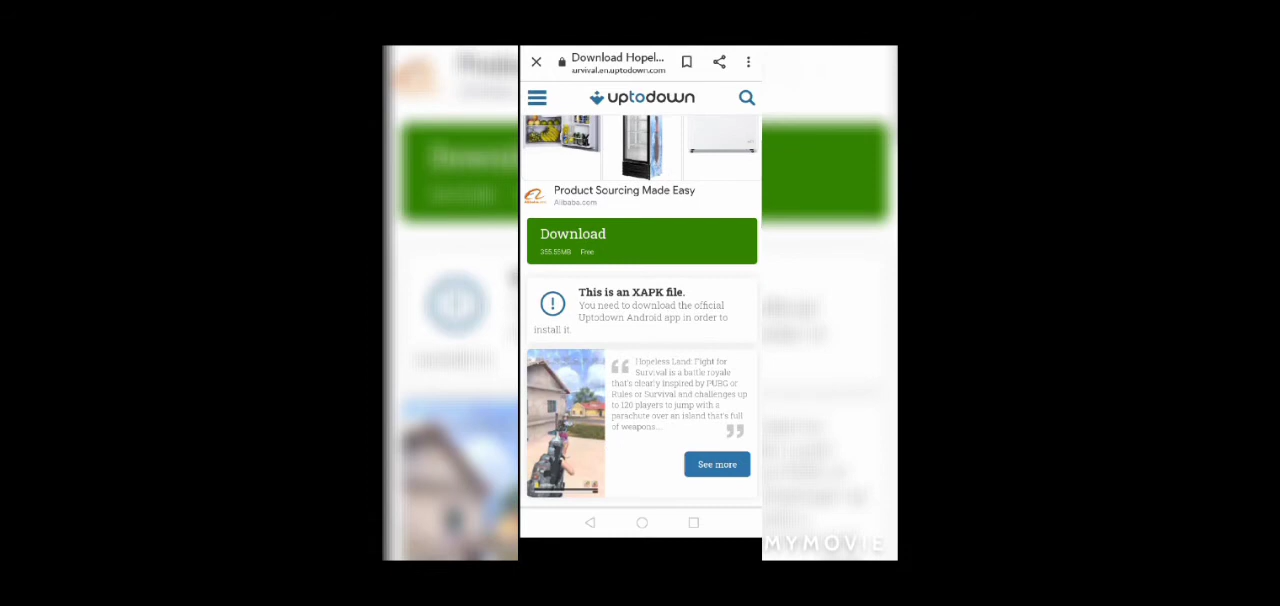 Download Hopel...
urvival.en.uptodown.com
uptodown
Product Sourcing Made Easy
Alibaba.com
Download
355.55MB Free
This is an XAPK file.
You need to download the official
Uptodown Android app in order to
install it.
Hopeless Land: Fight for
Survival is a battle royale
that's clearly inspired by PUBG or
Rules or Survival and challenges up
to 120 players to jump with a
parachute over an island that's full
of weapons...
See more
MYMOVIE